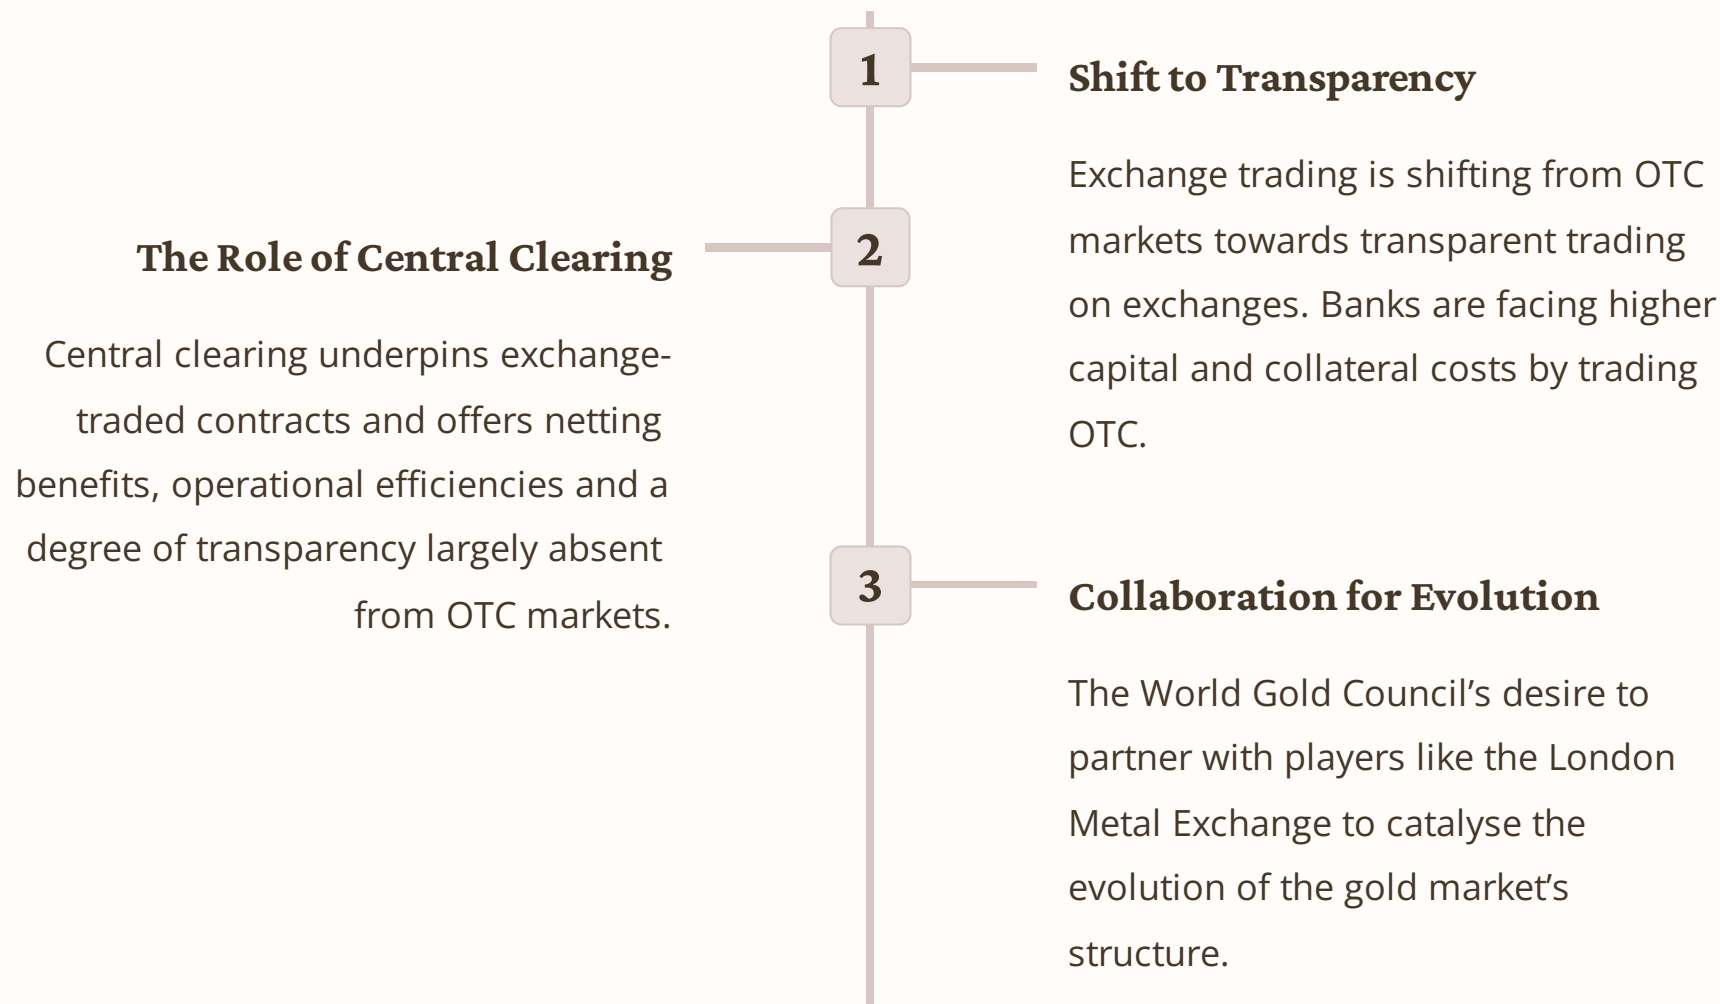 1
Shift to Transparency
Exchange trading is shifting from OTC
markets towards transparent trading
on exchanges. Banks are facing higher
capital and collateral costs by trading
OTC.
2
The Role of Central Clearing
Central clearing underpins exchange-
traded contracts and offers netting
benefits, operational efficiencies and a
degree of transparency largely absent
from OTC markets.
3
Collaboration for Evolution
The World Gold Council’s desire to
partner with players like the London
Metal Exchange to catalyse the
evolution of the gold market’s
structure.